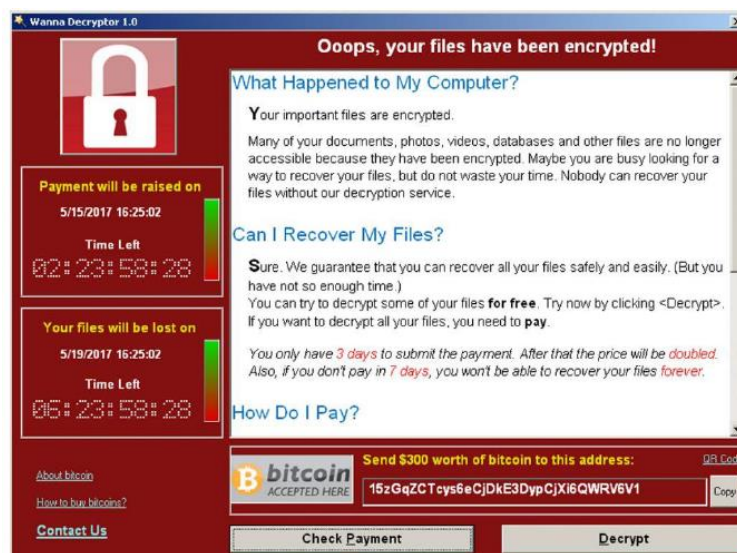 Wanna Decryptor 1.0
Ooops, your files have been encrypted!
What Happened to My Computer?
Your important files are encrypted.
Many of your documents, photos, videos, databases and other files are no longer
accessible because they have been encrypted. Maybe you are busy looking for a
way to recover your files, but do not waste your time. Nobody can recover your
files without our decryption service.
Can I Recover My Files?
Sure. We guarantee that you can recover all your files safely and easily. (But you
have not so enough time.)
You can try to decrypt some of your files for free. Try now by clicking <Decrypt>.
If you want to decrypt all your files, you need to pay.
You only have 3 days to submit the payment. After that the price will be doubled.
Also, if you don't pay in 7 days, you won't be able to recover your files forever.
How Do I Pay?
Payment will be raised on
5/15/2017 16:25:02
Time Left
02:23:58:28
Your files will be lost on
5/19/2017 16:25:02
Time Left
06:23:58:28
About bitcoin
How to buy bitcoins?
Contact Us
bitcoin
ACCEPTED HERE
Send $300 worth of bitcoin to this address:
QR Cod
15zGqZCTcys6eCjDkE3DypCjXi6QWRV6V1
Copy
Check Payment
Decrypt